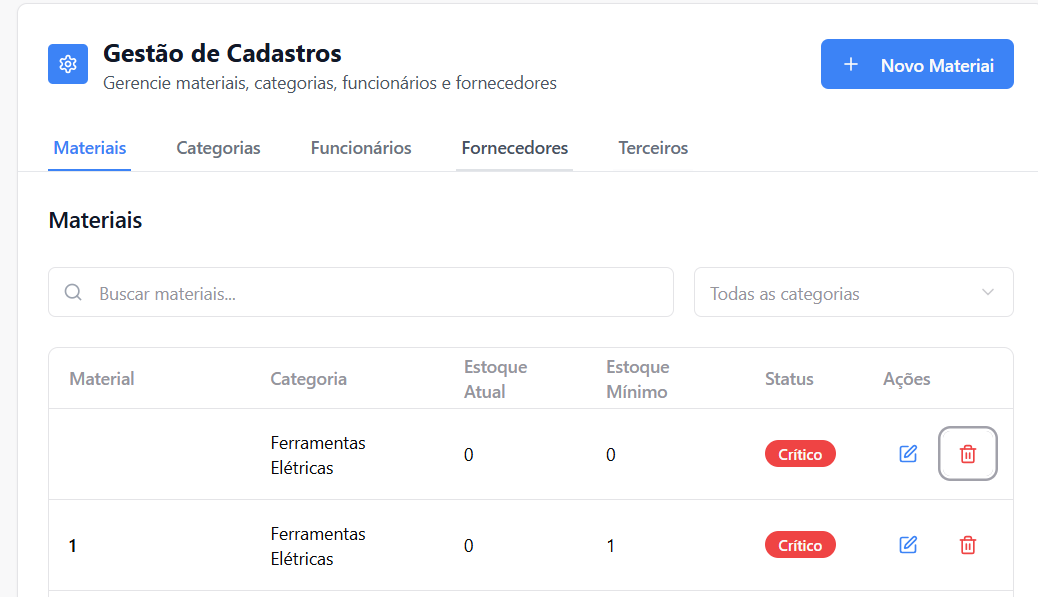 Gestão de Cadastros
Gerencie materiais, categorias, funcionários e fornecedores
+ Novo Materiai
Materiais Categorias Funcionários Fornecedores Terceiros
Materiais
Buscar materiais...
Todas as categorias
Material Categoria Estoque Atual Estoque Mínimo Status Ações
Ferramentas Elétricas 0 0 Crítico
1 Ferramentas Elétricas 0 1 Crítico